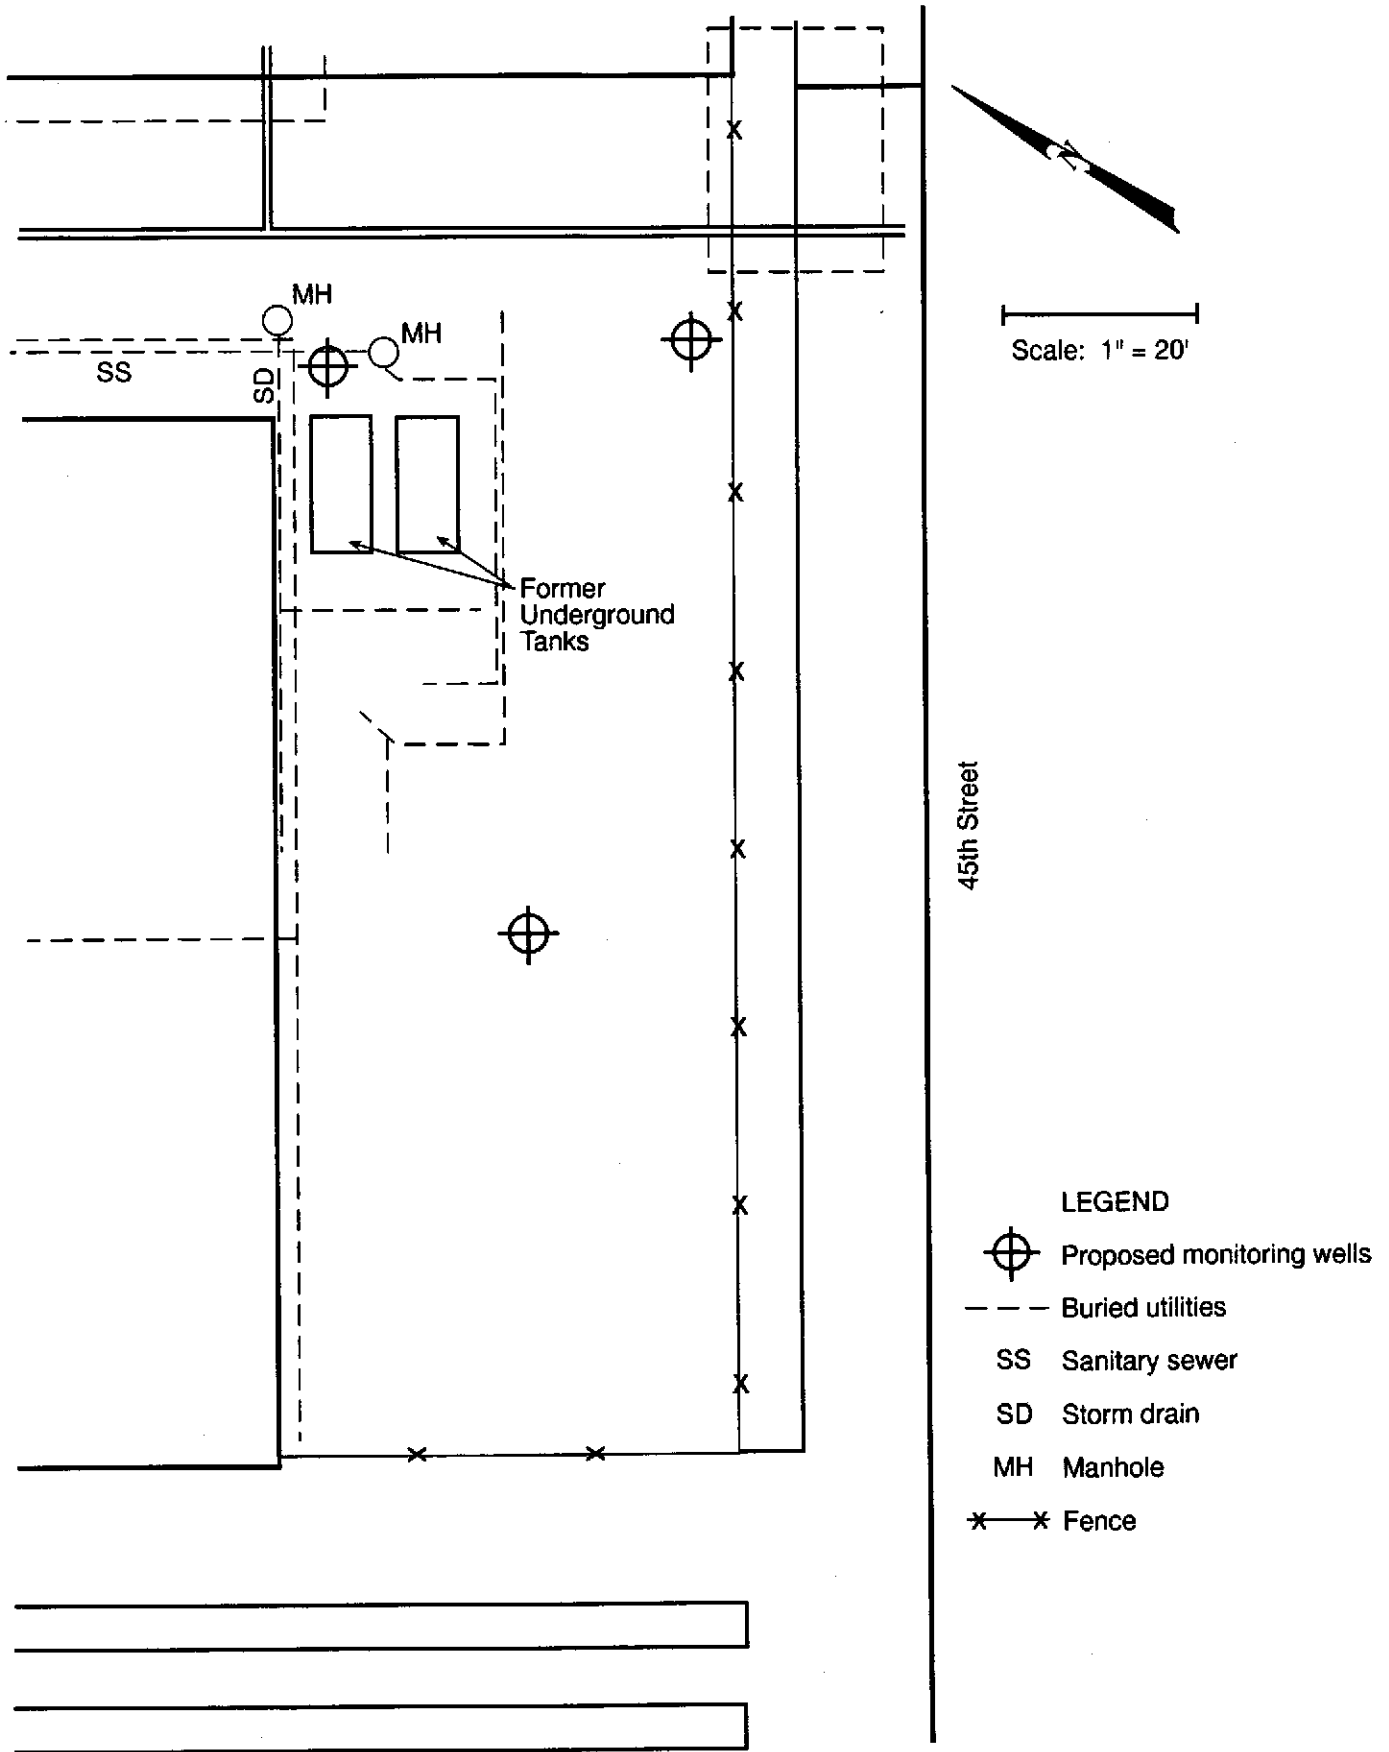 MH
MH
N
SS
SD
Scale: 1" = 20'
Former
Underground
Tanks
45th Street
LEGEND
Proposed monitoring wells
Buried utilities
SS Sanitary sewer
SD Storm drain
MH Manhole
Fence